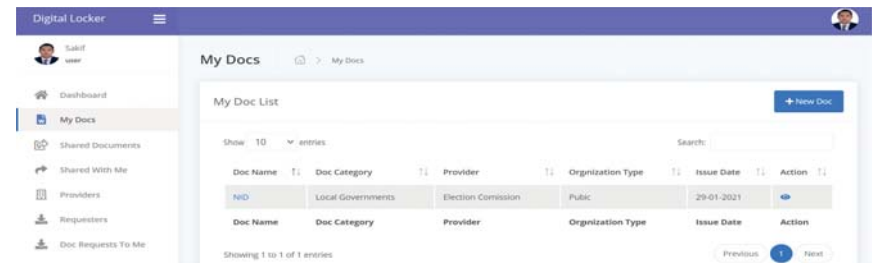 Digital Locker
Sakif
user
My Docs > My Docs
Dashboard
My Docs
Shared Documents
Shared With Me
Providers
Requesters
Doc Requests To Me
My Doc List
+ New Doc
Show 10 entries Search:
Doc Name Doc Category Provider Orgnization Type Issue Date Action
NID Local Governments Election Comission Pubic 29-01-2021
Doc Name Doc Category Provider Orgnization Type Issue Date Action
Showing 1 to 1 of 1 entries
Previous 1 Next